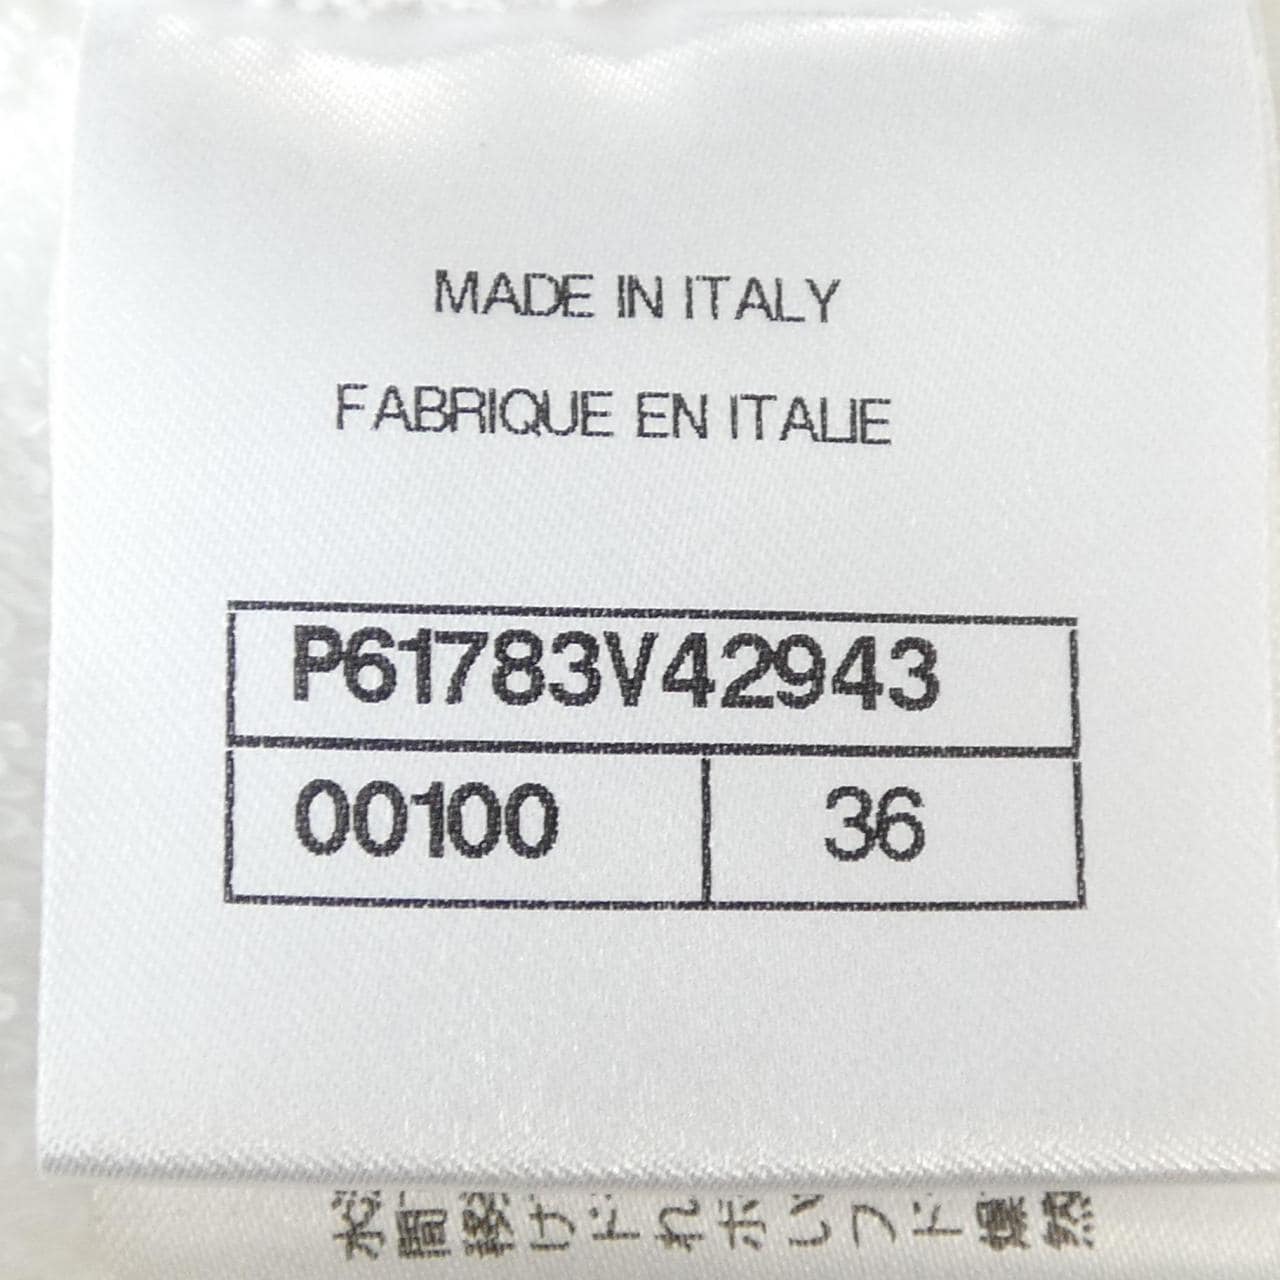 MADE IN ITALY
FABRIQUE EN ITALIE
P61783V42943
00100 36